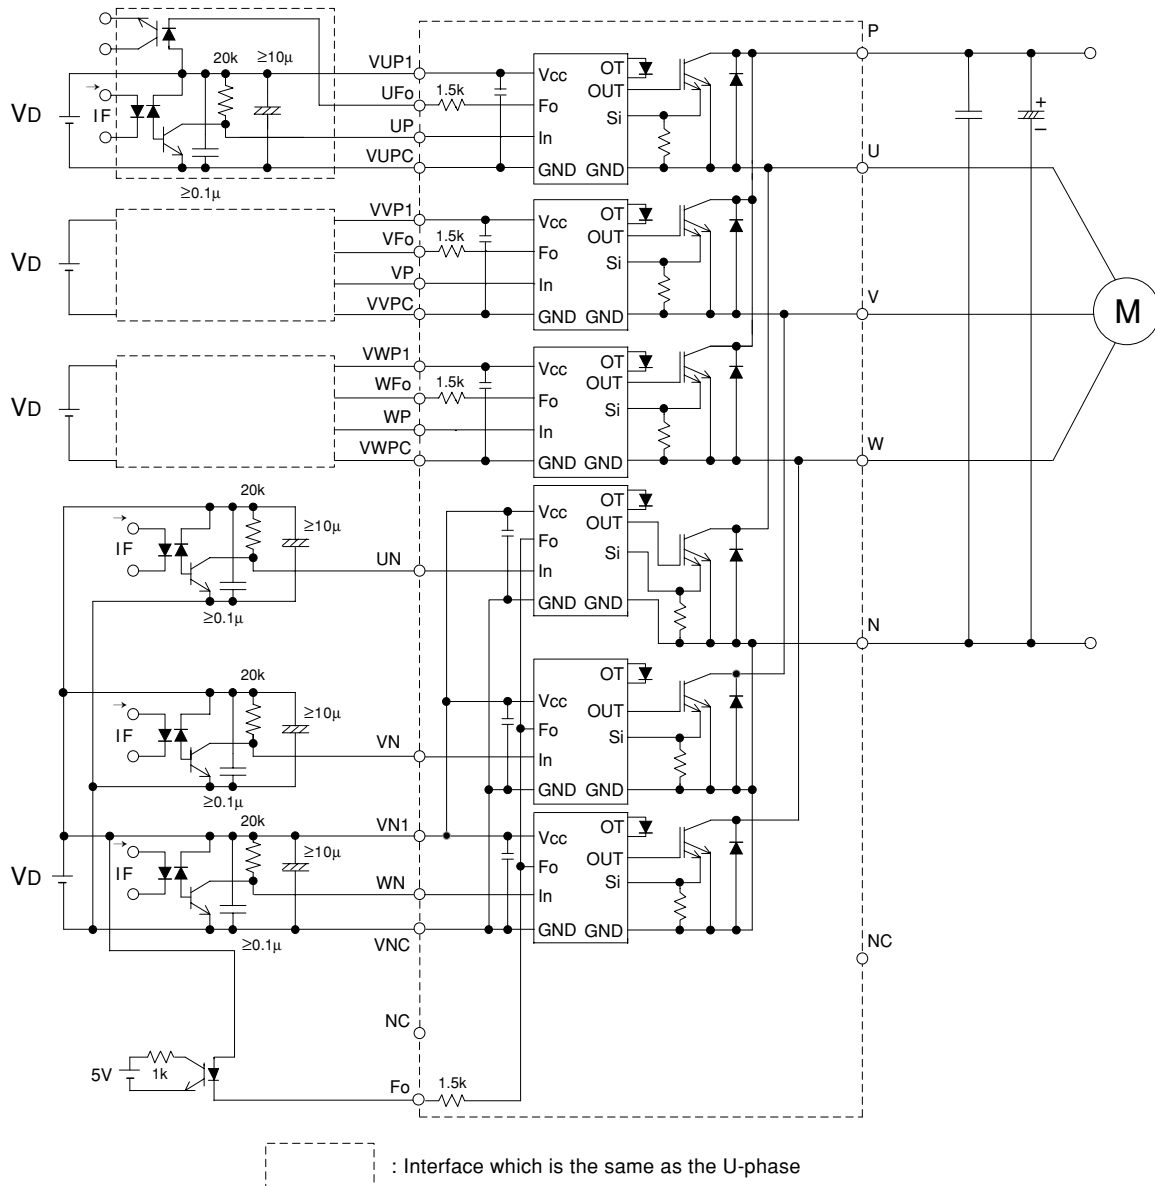 P
20k ≥10µ VUP1 Vcc OT
UFo 1.5k Fo OUT
VD IF UP In Si
VUPC GND GND U
≥0.1µ
VVP1 Vcc OT
VFo 1.5k Fo OUT
VD VP In Si
VVPC GND GND V
M
VWP1 Vcc OT
WFo 1.5k Fo OUT
VD WP In Si
VWPC GND GND W
20k Vcc OT
IF ≥10µ Fo OUT
UN In Si
≥0.1µ GND GND N
20k OT
IF ≥10µ Vcc OUT
VN Fo Si
In
≥0.1µ GND GND
20k VN1 Vcc OT
VD IF ≥10µ Fo OUT
WN In Si
≥0.1µ VNC GND GND
NC
NC
5V 1k Fo 1.5k
+
–
: Interface which is the same as the U-phase